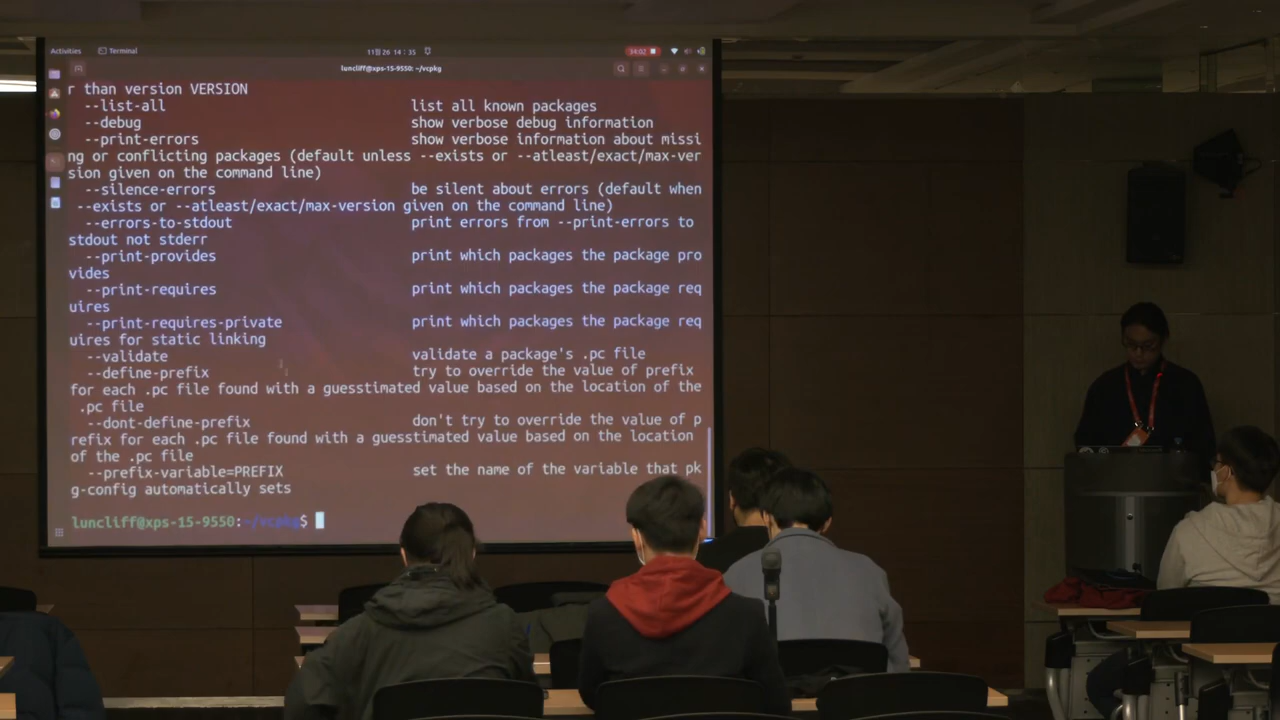 Activities Terminal 11월 26 14:35 14:02
luncliff@xps-15-9550: ~/vcpkg
r than version VERSION
--list-all list all known packages
--debug show verbose debug information
--print-errors show verbose information about missi
ng or conflicting packages (default unless --exists or --atleast/exact/max-ver
sion given on the command line)
--silence-errors be silent about errors (default when
--exists or --atleast/exact/max-version given on the command line)
--errors-to-stdout print errors from --print-errors to
stdout not stderr
--print-provides print which packages the package pro
vides
--print-requires print which packages the package req
uires
--print-requires-private print which packages the package req
uires for static linking
--validate validate a package's .pc file
--define-prefix try to override the value of prefix
for each .pc file found with a guesstimated value based on the location of the
.pc file
--dont-define-prefix don't try to override the value of p
refix for each .pc file found with a guesstimated value based on the location
of the .pc file
--prefix-variable=PREFIX set the name of the variable that pk
g-config automatically sets
luncliff@xps-15-9550:~/vcpkg$